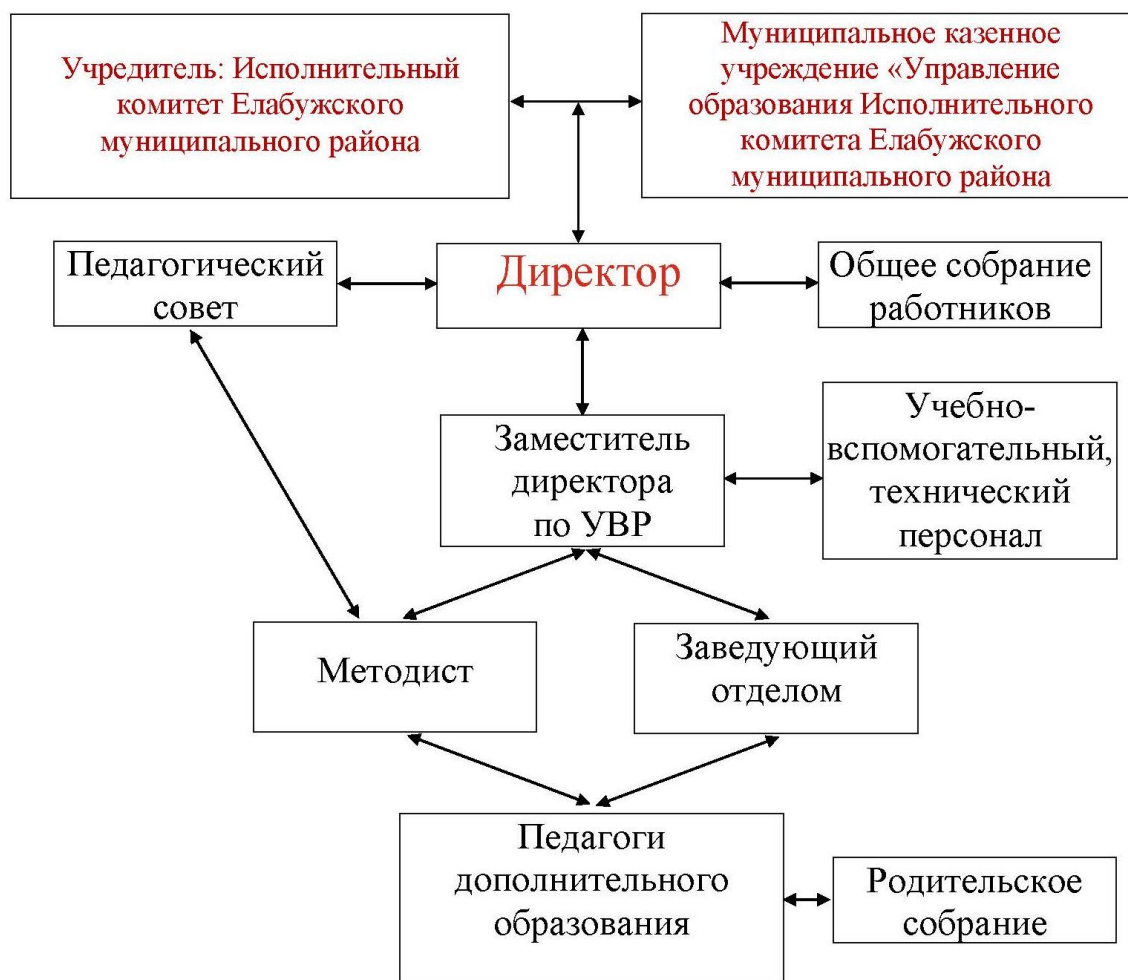 Учредитель: Исполнительный
комитет Елабужского
муниципального района
Муниципальное казенное
учреждение «Управление
образования Исполнительного
комитета Елабужского
муниципального района
Педагогический
совет
Директор
Общее собрание
работников
Заместитель
директора
по УВР
Учебно-
вспомогательный,
технический
персонал
Методист
Заведующий
отделом
Педагоги
дополнительного
образования
Родительское
собрание